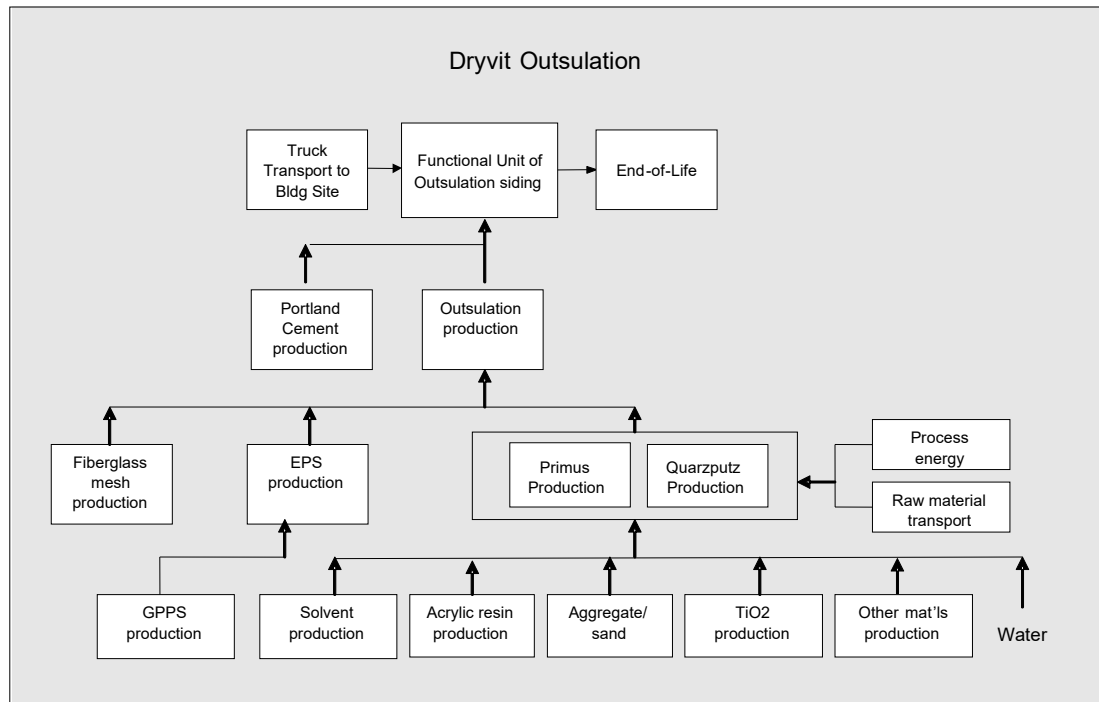 Dryvit Outsulation
Truck
Transport to
Bldg Site
Functional Unit of
Outsulation siding
End-of-Life
Portland
Cement
production
Outsulation
production
Fiberglass
mesh
production
EPS
production
Primus
Production
Quarzputz
Production
Process
energy
Raw material
transport
GPPS
production
Solvent
production
Acrylic resin
production
Aggregate/
sand
TiO2
production
Other mat'ls
production
Water